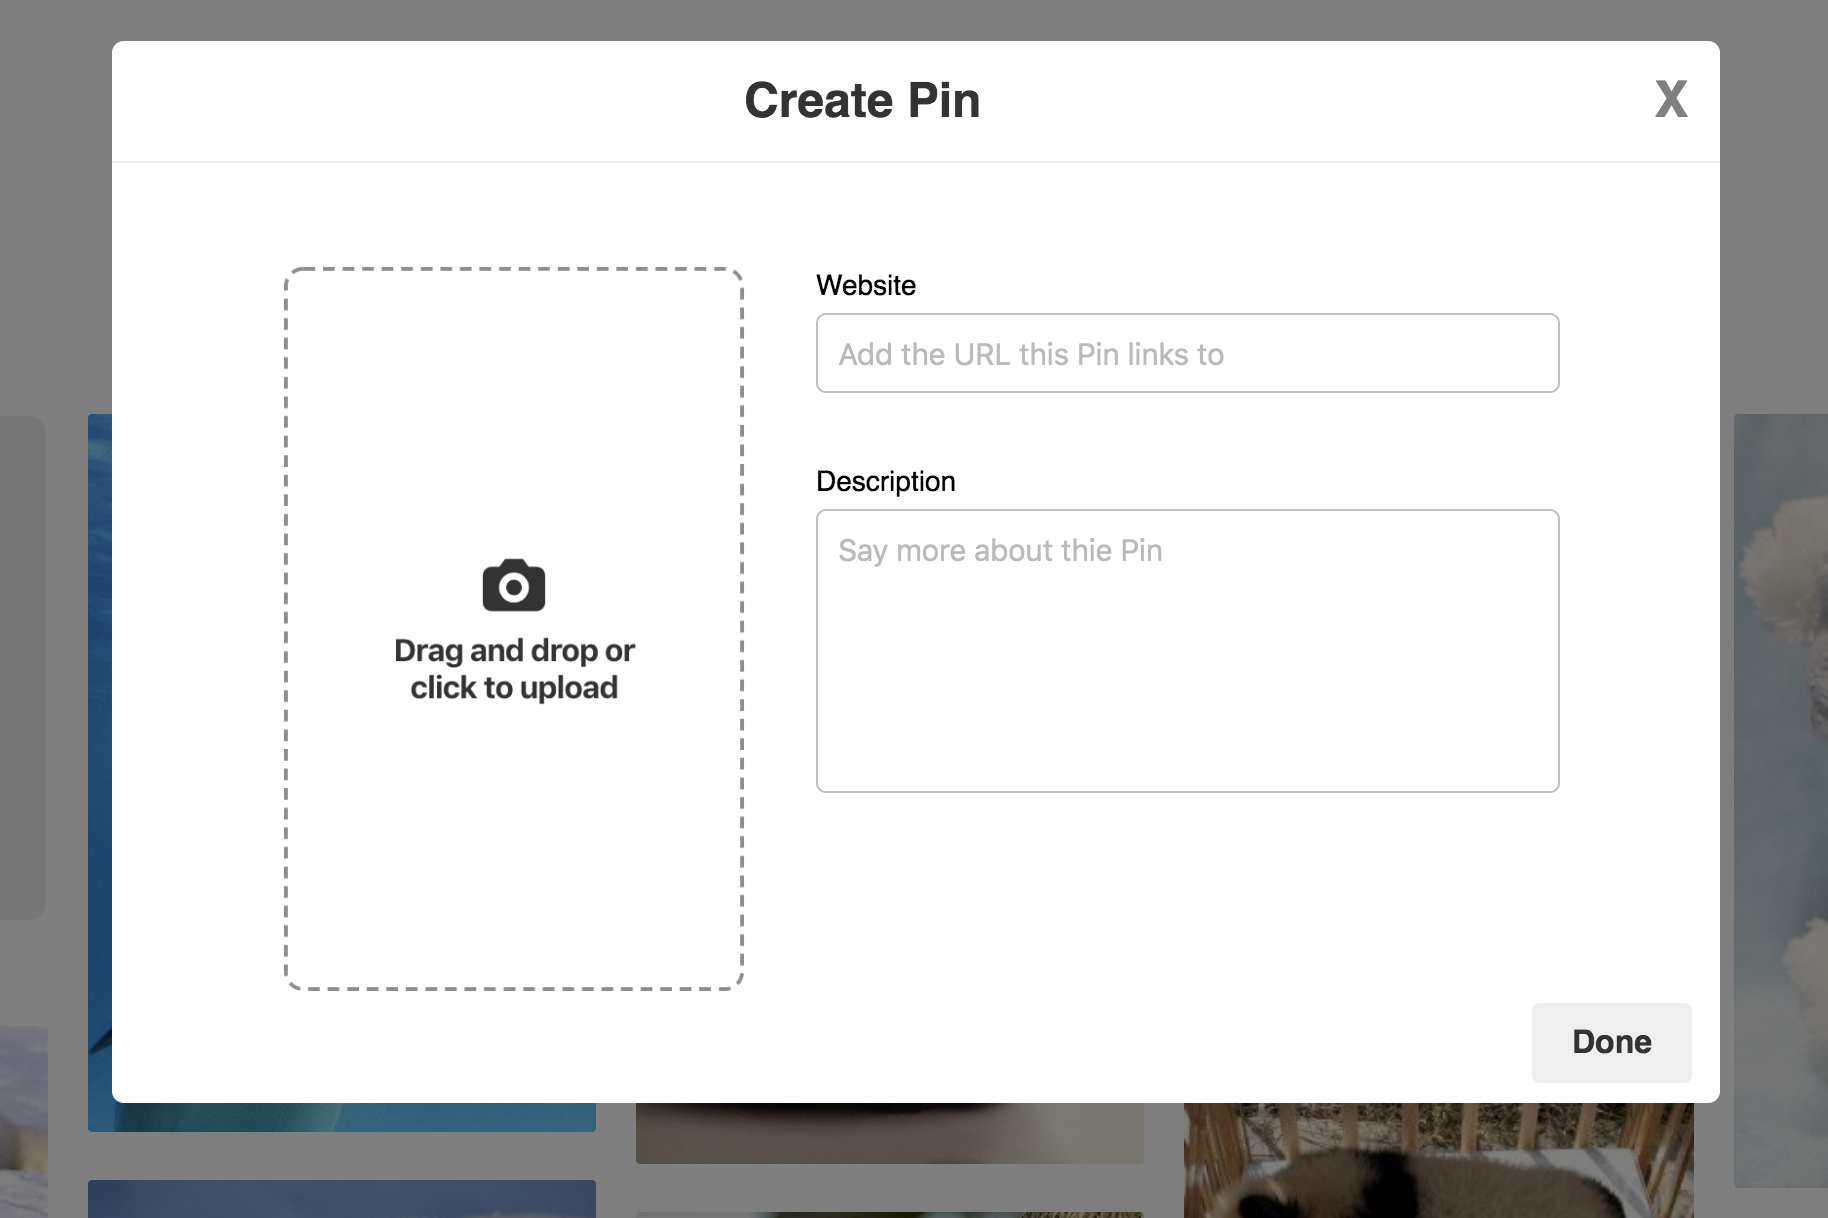 Create Pin
X
Website
Add the URL this Pin links to
Description
Say more about thie Pin
Drag and drop or
click to upload
Done